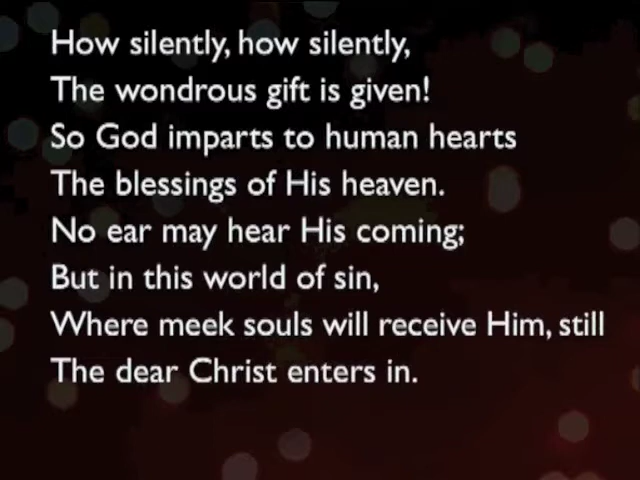 How silently, how silently,
The wondrous gift is given!
So God imparts to human hearts
The blessings of His heaven.
No ear may hear His coming;
But in this world of sin,
Where meek souls will receive Him, still
The dear Christ enters in.